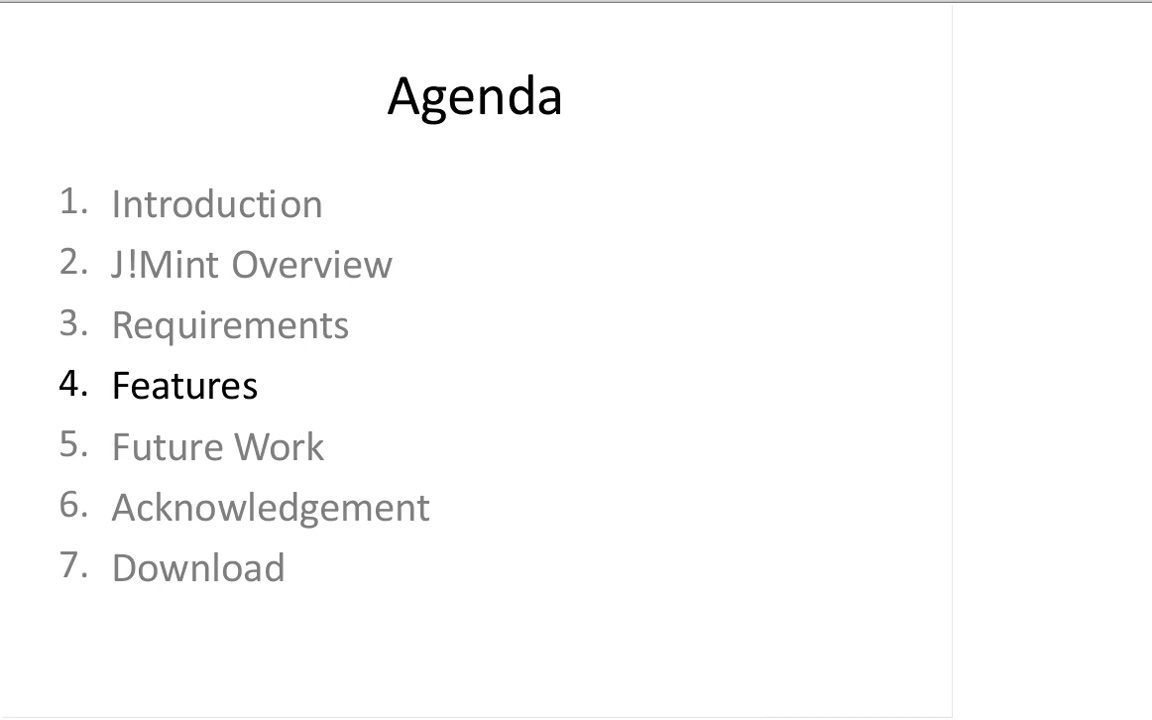 Agenda
1. Introduction
2. J!Mint Overview
3. Requirements
4. Features
5. Future Work
6. Acknowledgement
7. Download